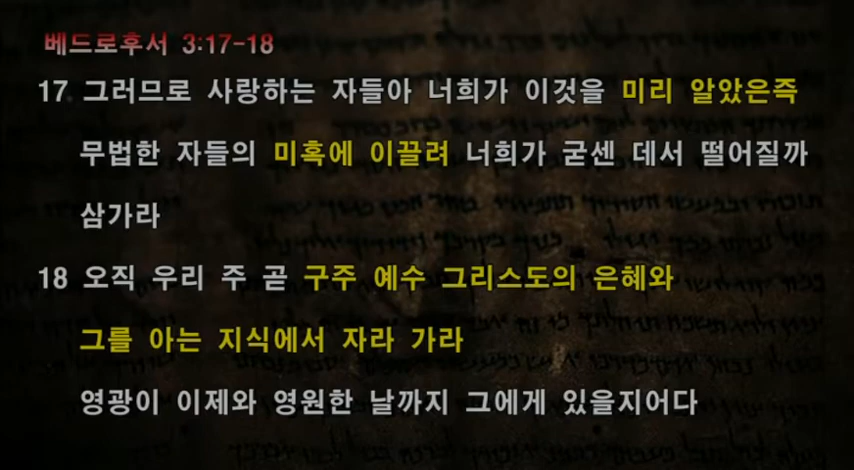 베드로후서 3:17-18
17 그러므로 사랑하는 자들아 너희가 이것을 미리 알았은즉
무법한 자들의 미혹에 이끌려 너희가 굳센 데서 떨어질까
삼가라
18 오직 우리 주 곧 구주 예수 그리스도의 은혜와
그를 아는 지식에서 자라 가라
영광이 이제와 영원한 날까지 그에게 있을지어다